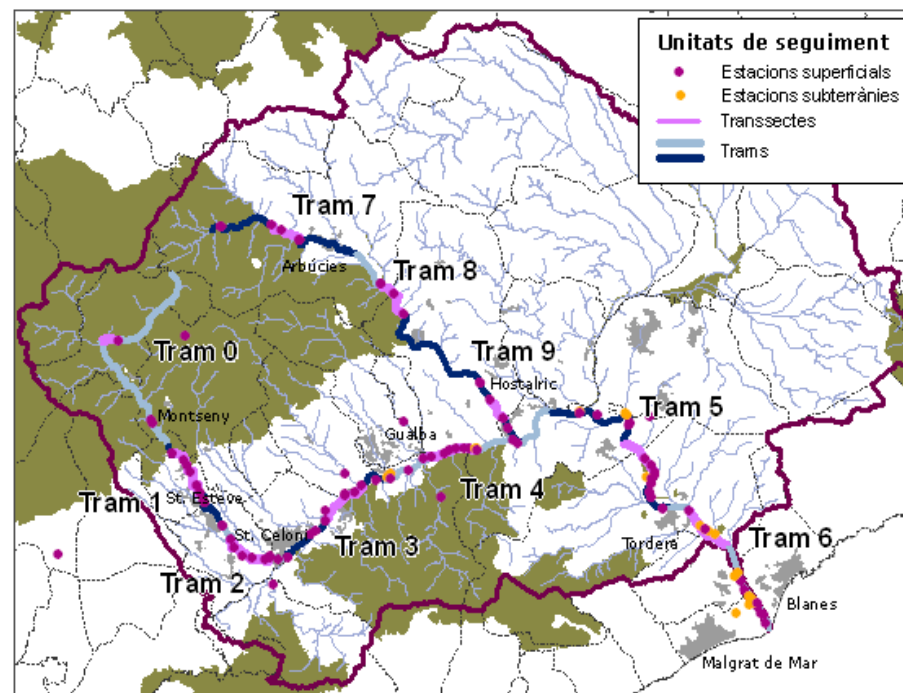 Unitats de seguiment
Estacions superficials
Estacions subterrànies
Transsectes
Trams
Tram 7
Arbúcies
Tram 8
Tram 0
Tram 9
Hostalric
Montseny
Gualba
Tram 5
Tram 1
St. Esteve
Tram 4
St. Celoni
Tram 3
Tordera
Tram 6
Tram 2
Blanes
Malgrat de Mar